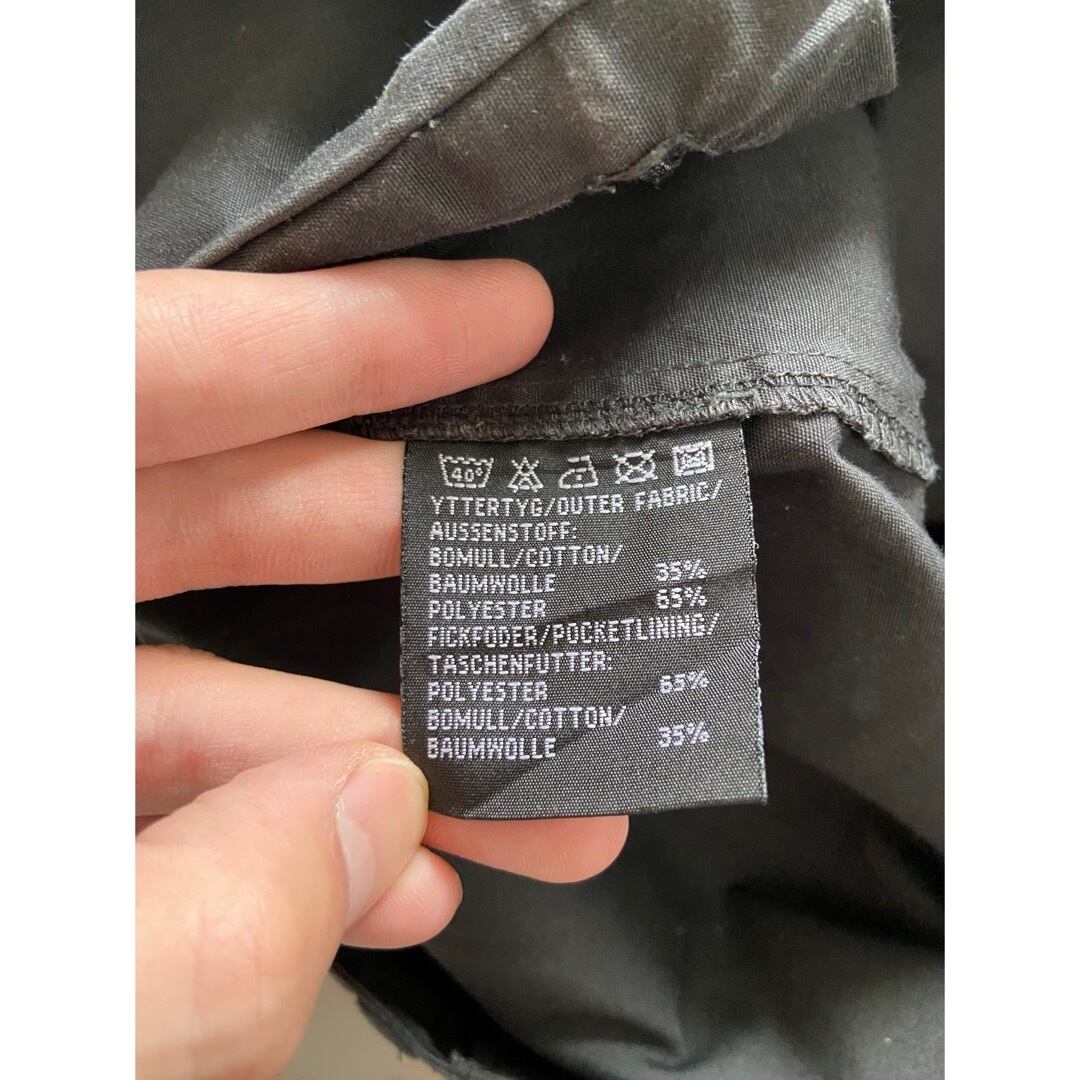 40°
YTTERTYG/OUTER FABRIC/
AUSSENSTOFF:
BOMULL/COTTON/
BAUMWOLLE 35%
POLYESTER 65%
FICKFODER/POCKETLINING/
TASCHENFUTTER:
POLYESTER 65%
BOMULL/COTTON/
BAUMWOLLE 35%